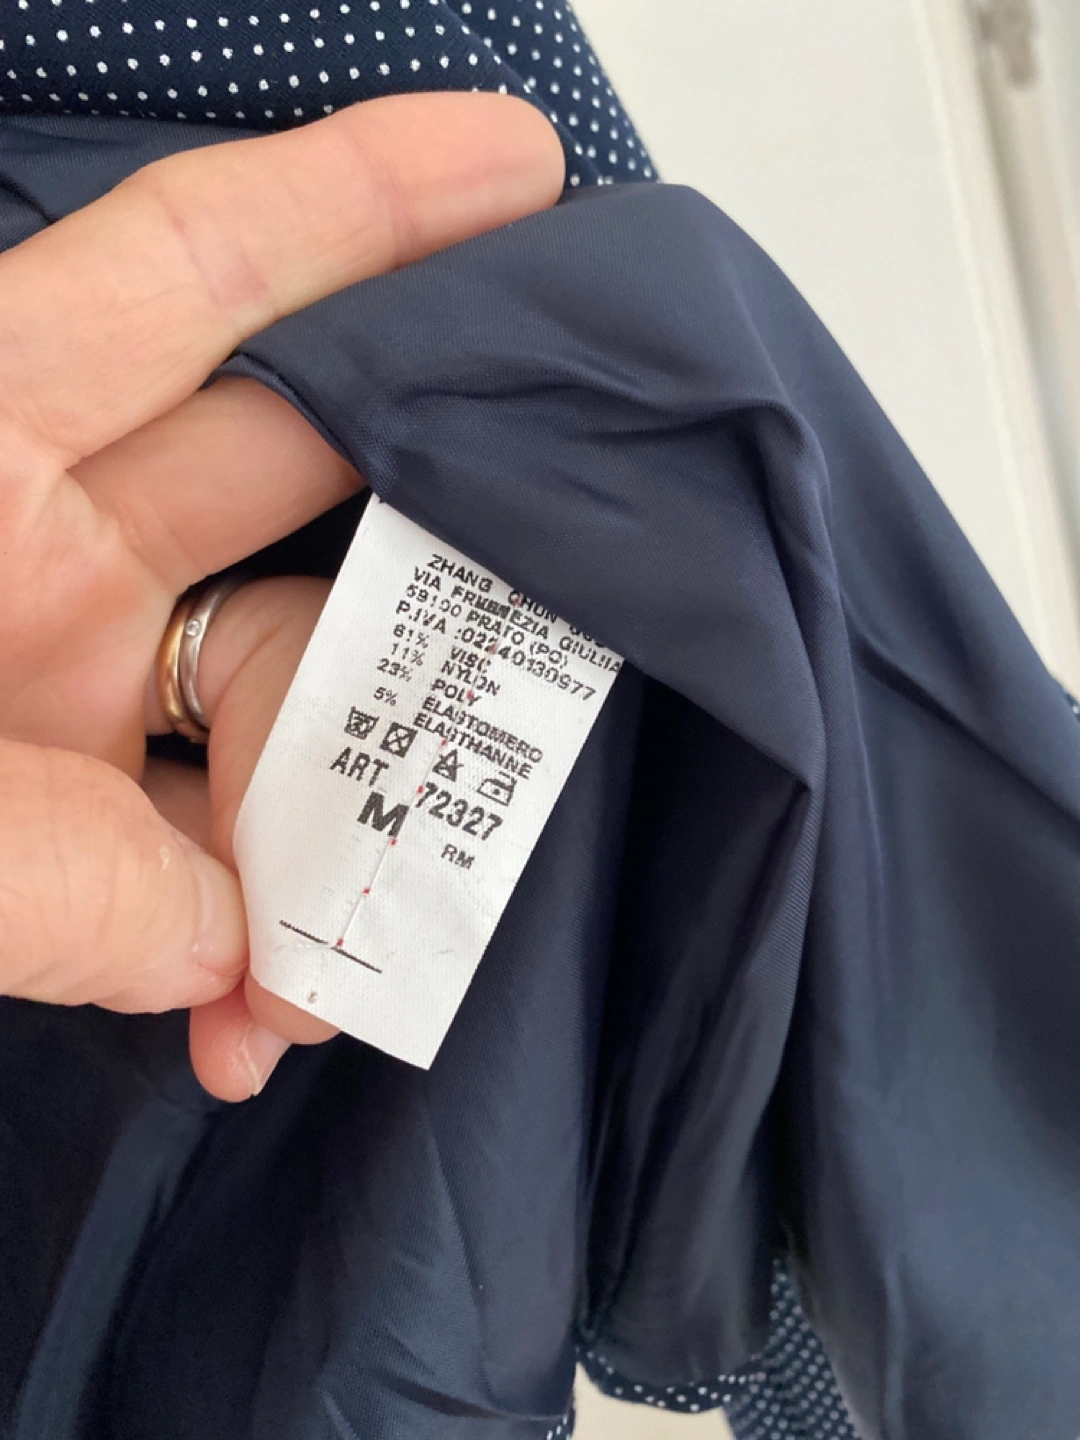 ZHANG CHUN
VIA FRIULI VENEZIA GIULIA
59100 PRATO (PO)
P.IVA :02240130977
61% VISC
11% NYLON
23% POLY
5% ELASTOMERO
ELASTHANNE
ART 72327
M
RM